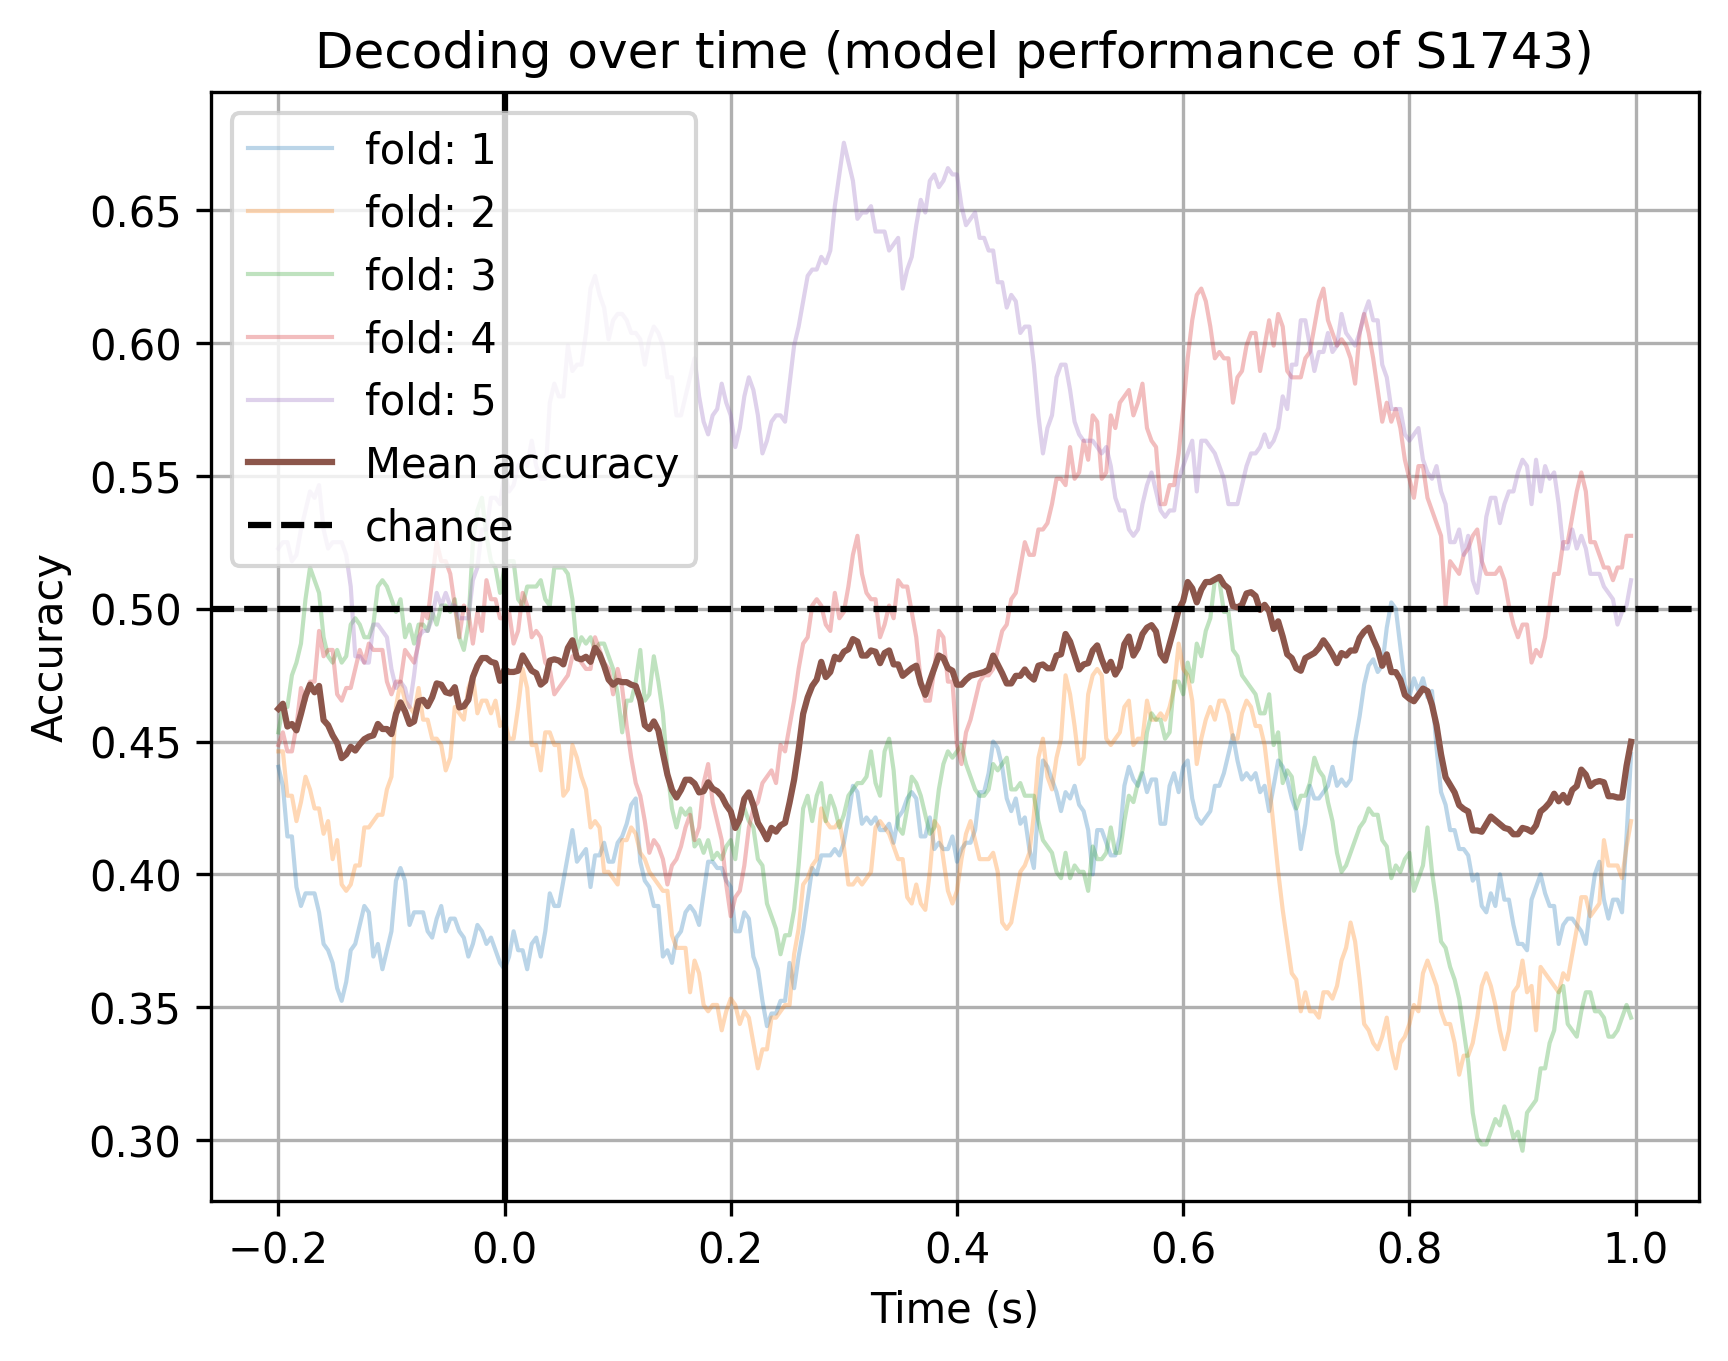 Decoding over time (model performance of S1743)
fold: 1
fold: 2
fold: 3
fold: 4
fold: 5
Mean accuracy
chance
Accuracy
0.65
0.60
0.55
0.50
0.45
0.40
0.35
0.30
−0.2 0.0 0.2 0.4 0.6 0.8 1.0
Time (s)